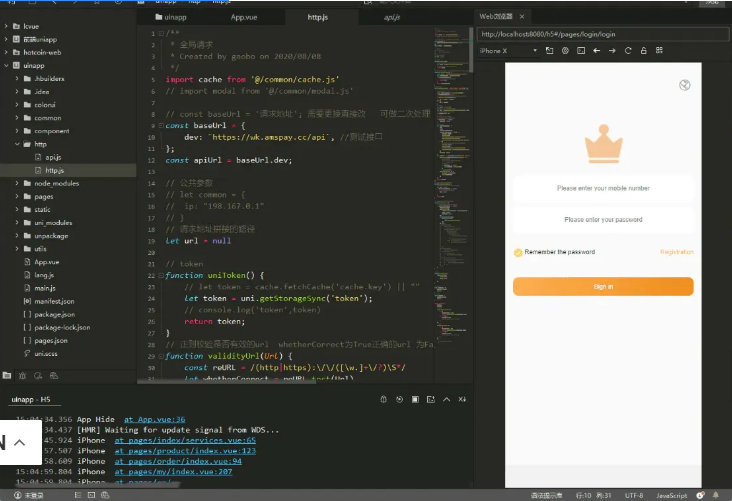 uinapp
App.vue
http.js
api.js
Web浏览器
http://localhost:8080/h5#/pages/login/login
iPhone X
lcvue
前端uniapp
hotcoin-web
uinapp
.hbuilderx
.idea
colorui
common
component
http
api.js
http.js
node_modules
pages
static
uni_modules
unpackage
utils
App.vue
lang.js
main.js
manifest.json
package.json
package-lock.json
pages.json
uni.scss
1 /**
2 * 全局请求
3 * Created by gaobo on 2020/08/08
4 */
5 import cache from '@/common/cache.js'
6 // import modal from '@/common/modal.js'
7
8 // const baseUrl = '请求地址'; 需要更换直接改 可做二次处理
9 const baseUrl = {
10 dev: `https://wk.amspay.cc/api`, //测试接口
11 };
12 const apiUrl = baseUrl.dev;
13
14 // 公共参数
15 // let common = {
16 // ip: "198.167.0.1"
17 // }
18 // 请求地址拼接的路径
19 let url = null
20
21 // token
22 function uniToken() {
23 // let token = cache.fetchCache('cache.key') || ""
24 let token = uni.getStorageSync('token');
25 // console.log('token',token)
26 return token;
27 }
28 // 正则校验是否有效的url whetherCorrect为True正确的url 为Fa
29 function validityUrl(Url) {
30 const reURL = /(http|https):\/\/([\w.]+\/?)\S*/
let whetherCorrect = reURL.test(Url)
Please enter your mobile number
Please enter your password
Remember the password
Registration
Sign in
uinapp - H5
15:04:34.356 App Hide at App.vue:36
34.437 [HMR] Waiting for update signal from WDS...
45.924 iPhone at pages/index/services.vue:65
57.507 iPhone at pages/product/index.vue:123
58.609 iPhone at pages/order/index.vue:94
15:04:59.804 iPhone at pages/my/index.vue:207
15:04:59.804 iPhone
N
未登录
语法提示库
行:10 列:31
UTF-8
JavaScript